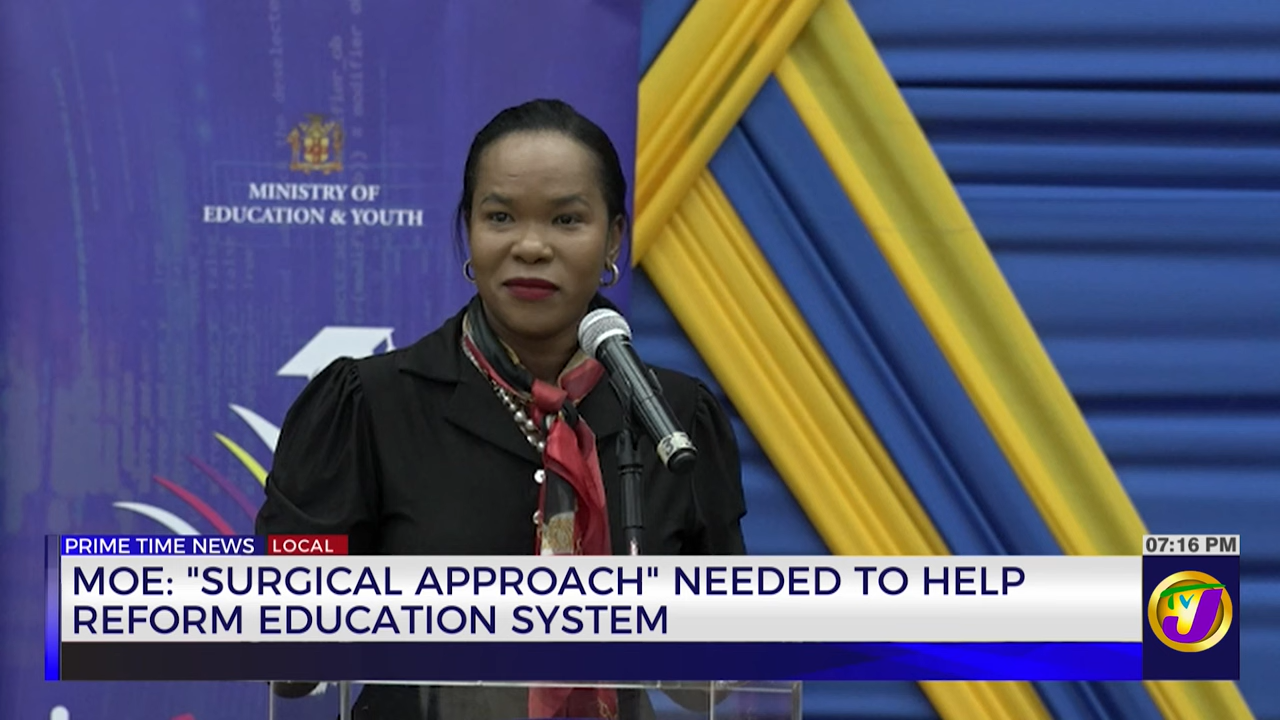 MINISTRY OF
EDUCATION & YOUTH
PRIME TIME NEWS LOCAL
07:16 PM
MOE: "SURGICAL APPROACH" NEEDED TO HELP
REFORM EDUCATION SYSTEM
TVJ